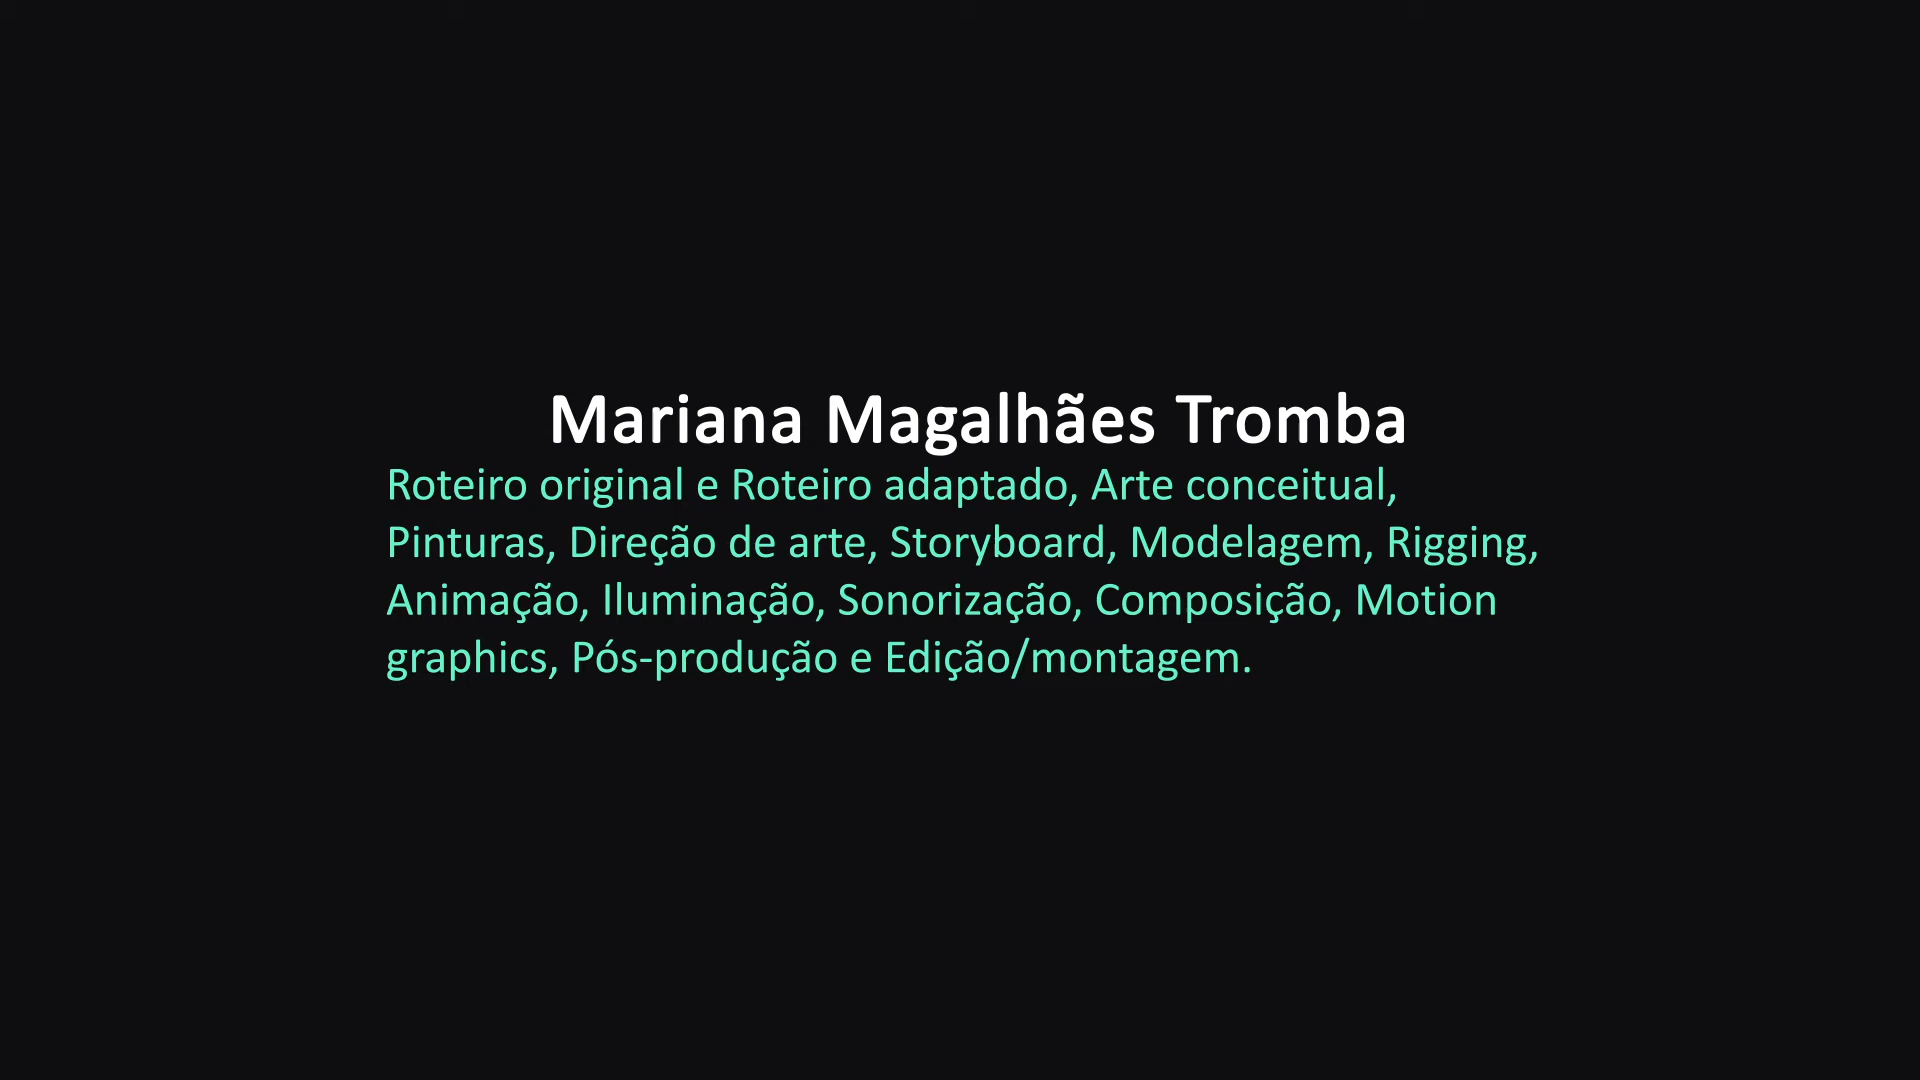 Mariana Magalhães Tromba
Roteiro original e Roteiro adaptado, Arte conceitual,
Pinturas, Direção de arte, Storyboard, Modelagem, Rigging,
Animação, Iluminação, Sonorização, Composição, Motion
graphics, Pós-produção e Edição/montagem.